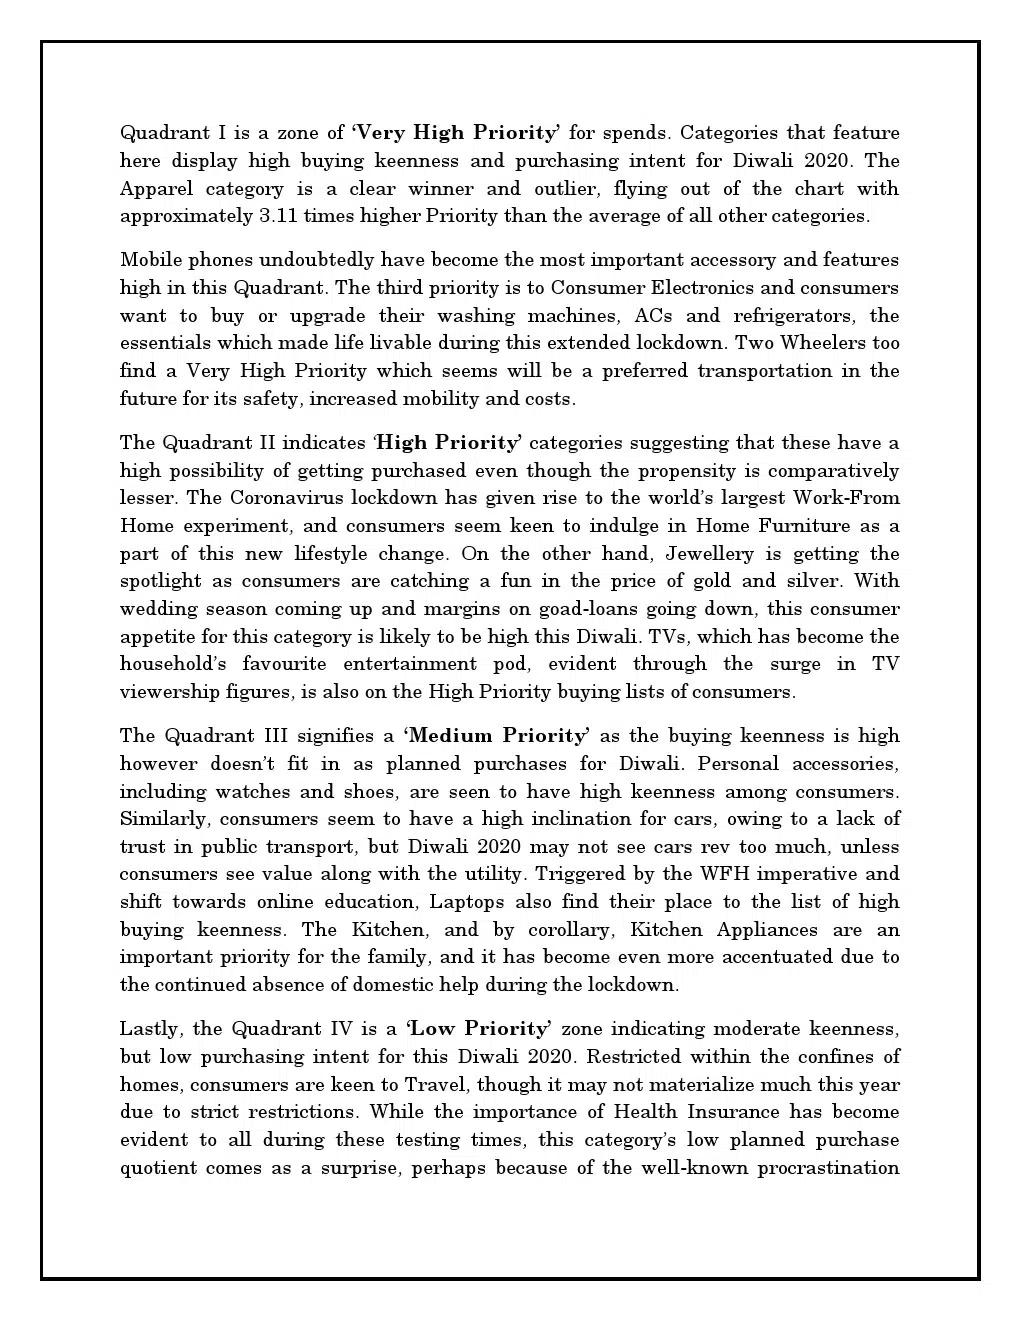 Quadrant I is a zone of ‘Very High Priority’ for spends. Categories that feature
here display high buying keenness and purchasing intent for Diwali 2020. The
Apparel category is a clear winner and outlier, flying out of the chart with
approximately 3.11 times higher Priority than the average of all other categories.
Mobile phones undoubtedly have become the most important accessory and features
high in this Quadrant. The third priority is to Consumer Electronics and consumers
want to buy or upgrade their washing machines, ACs and refrigerators, the
essentials which made life livable during this extended lockdown. Two Wheelers too
find a Very High Priority which seems will be a preferred transportation in the
future for its safety, increased mobility and costs.
The Quadrant II indicates ‘High Priority’ categories suggesting that these have a
high possibility of getting purchased even though the propensity is comparatively
lesser. The Coronavirus lockdown has given rise to the world’s largest Work-From
Home experiment, and consumers seem keen to indulge in Home Furniture as a
part of this new lifestyle change. On the other hand, Jewellery is getting the
spotlight as consumers are catching a fun in the price of gold and silver. With
wedding season coming up and margins on goad-loans going down, this consumer
appetite for this category is likely to be high this Diwali. TVs, which has become the
household’s favourite entertainment pod, evident through the surge in TV
viewership figures, is also on the High Priority buying lists of consumers.
The Quadrant III signifies a ‘Medium Priority’ as the buying keenness is high
however doesn’t fit in as planned purchases for Diwali. Personal accessories,
including watches and shoes, are seen to have high keenness among consumers.
Similarly, consumers seem to have a high inclination for cars, owing to a lack of
trust in public transport, but Diwali 2020 may not see cars rev too much, unless
consumers see value along with the utility. Triggered by the WFH imperative and
shift towards online education, Laptops also find their place to the list of high
buying keenness. The Kitchen, and by corollary, Kitchen Appliances are an
important priority for the family, and it has become even more accentuated due to
the continued absence of domestic help during the lockdown.
Lastly, the Quadrant IV is a ‘Low Priority’ zone indicating moderate keenness,
but low purchasing intent for this Diwali 2020. Restricted within the confines of
homes, consumers are keen to Travel, though it may not materialize much this year
due to strict restrictions. While the importance of Health Insurance has become
evident to all during these testing times, this category’s low planned purchase
quotient comes as a surprise, perhaps because of the well-known procrastination